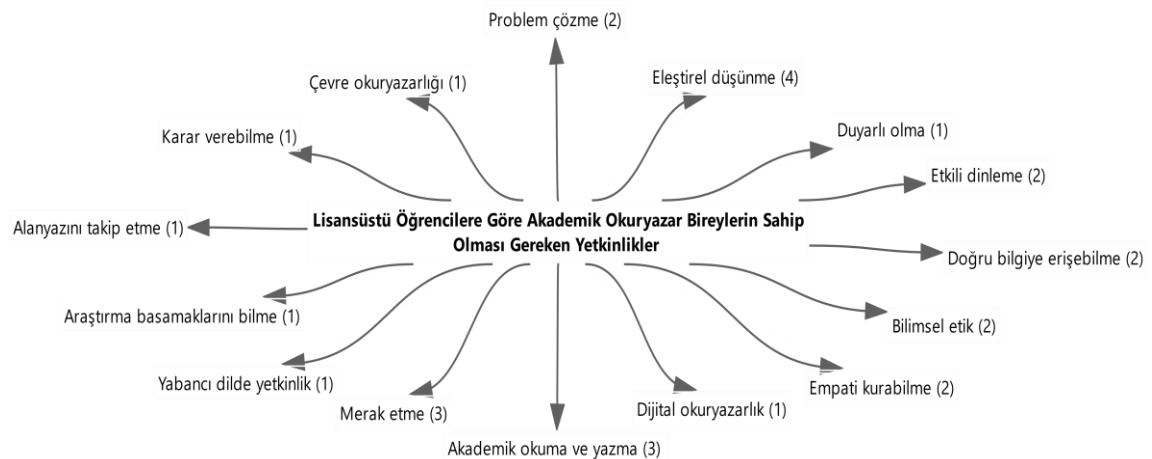 Problem çözme (2)
Çevre okuryazarlığı (1)
Eleştirel düşünme (4)
Karar verebilme (1)
Duyarlı olma (1)
Etkili dinleme (2)
Alanyazını takip etme (1)
Lisansüstü Öğrencilere Göre Akademik Okuryazar Bireylerin Sahip
Olması Gereken Yetkinlikler
Doğru bilgiye erişebilme (2)
Araştırma basamaklarını bilme (1)
Bilimsel etik (2)
Yabancı dilde yetkinlik (1)
Empati kurabilme (2)
Merak etme (3)
Dijital okuryazarlık (1)
Akademik okuma ve yazma (3)